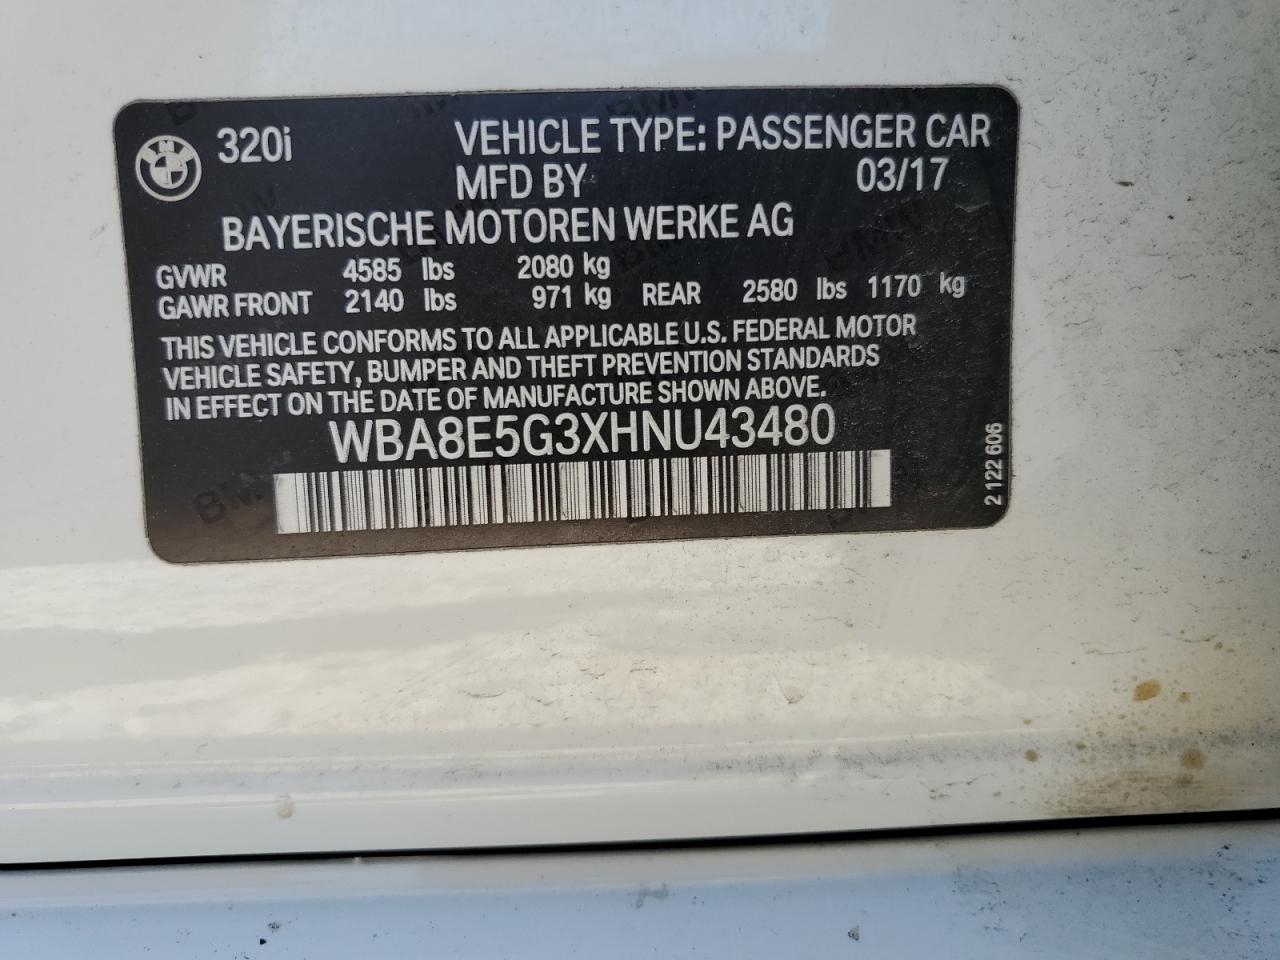 320i VEHICLE TYPE: PASSENGER CAR
MFD BY 03/17
BAYERISCHE MOTOREN WERKE AG
GVWR 4585 lbs 2080 kg
GAWR FRONT 2140 lbs 971 kg REAR 2580 lbs 1170 kg
THIS VEHICLE CONFORMS TO ALL APPLICABLE U.S. FEDERAL MOTOR
VEHICLE SAFETY, BUMPER AND THEFT PREVENTION STANDARDS
IN EFFECT ON THE DATE OF MANUFACTURE SHOWN ABOVE.
WBA8E5G3XHNU43480
2 122 606